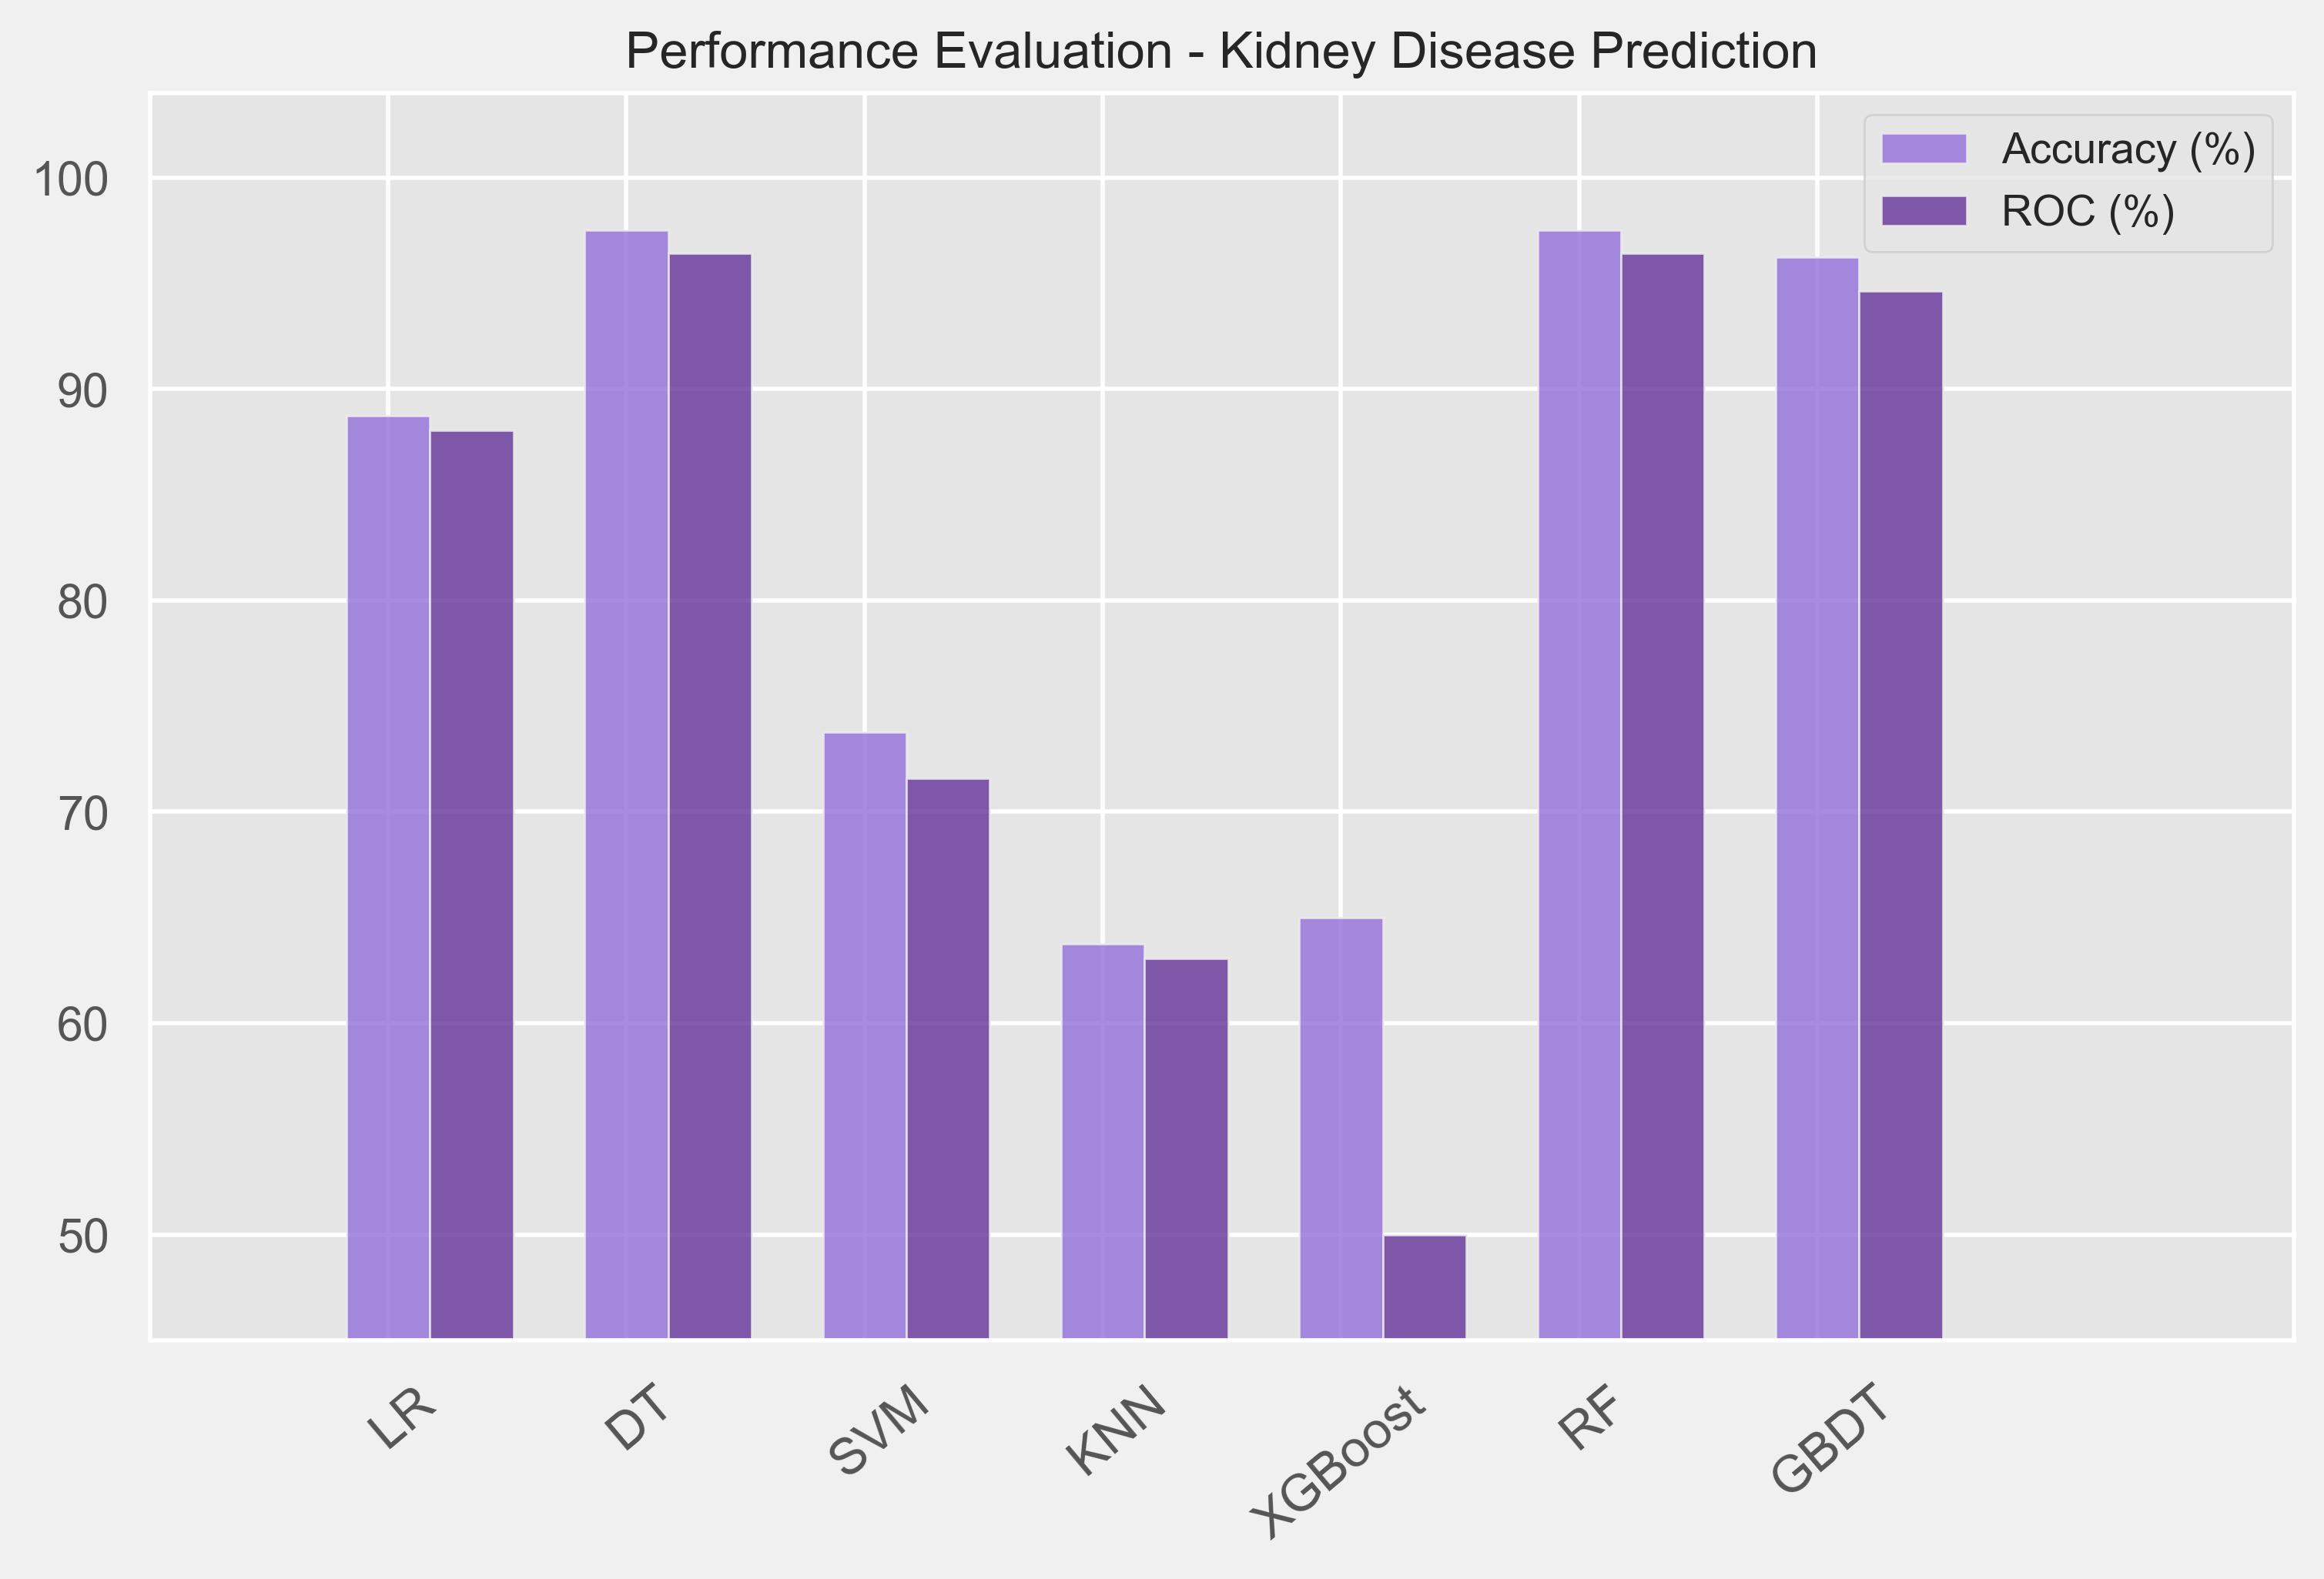 Performance Evaluation - Kidney Disease Prediction
Accuracy (%)
ROC (%)
100
90
80
70
60
50
LR
DT
SVM
KNN
XGBoost
RF
GBDT